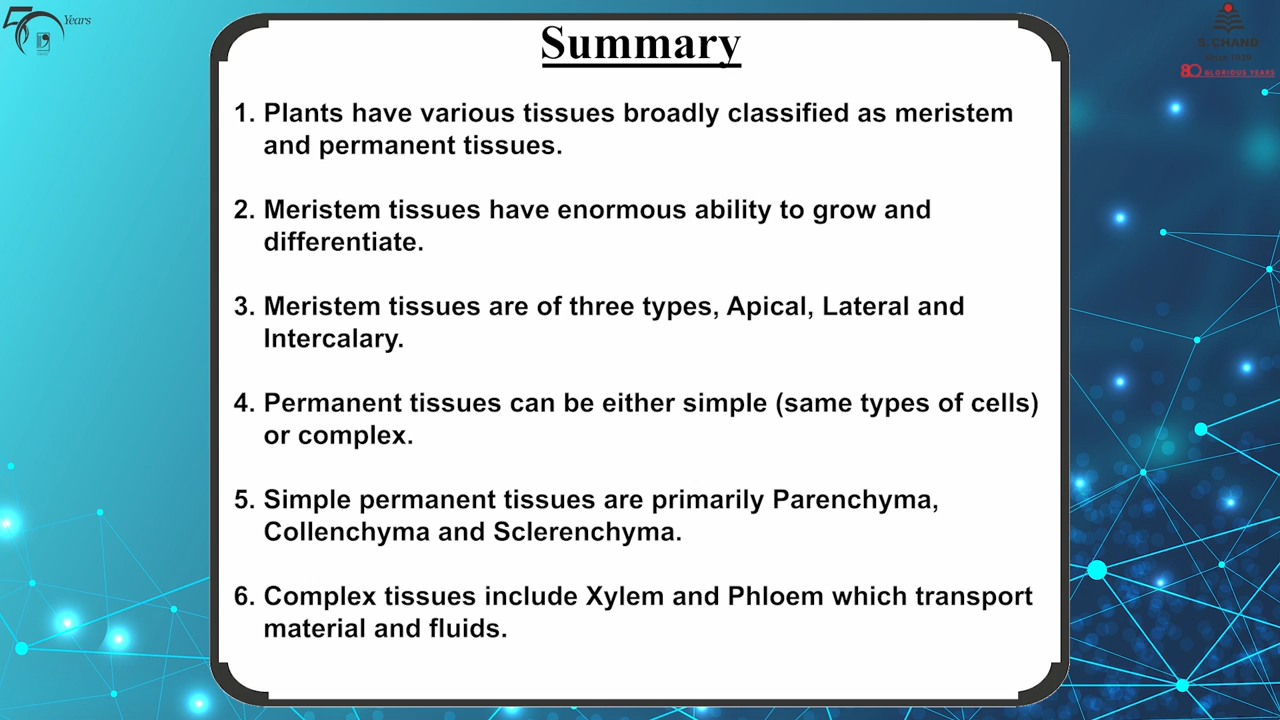 50 Years
S. CHAND
Since 1939
80 GLORIOUS YEARS
Summary
1. Plants have various tissues broadly classified as meristem
and permanent tissues.
2. Meristem tissues have enormous ability to grow and
differentiate.
3. Meristem tissues are of three types, Apical, Lateral and
Intercalary.
4. Permanent tissues can be either simple (same types of cells)
or complex.
5. Simple permanent tissues are primarily Parenchyma,
Collenchyma and Sclerenchyma.
6. Complex tissues include Xylem and Phloem which transport
material and fluids.